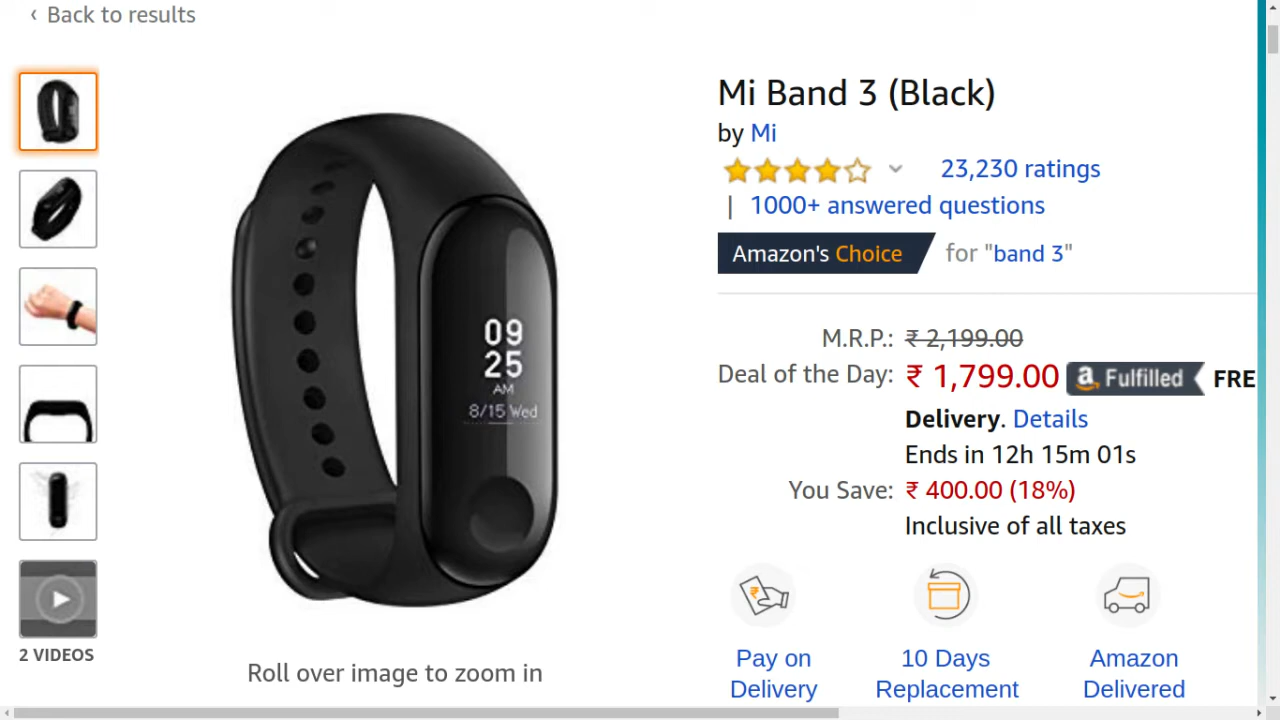 ‹ Back to results
Mi Band 3 (Black)
by Mi
23,230 ratings
| 1000+ answered questions
Amazon's Choice for "band 3"
M.R.P.: ₹ 2,199.00
Deal of the Day: ₹ 1,799.00 a Fulfilled FRE
Delivery. Details
Ends in 12h 15m 01s
You Save: ₹ 400.00 (18%)
Inclusive of all taxes
09
25
AM
8/15 Wed
Pay on
Delivery
10 Days
Replacement
Amazon
Delivered
2 VIDEOS
Roll over image to zoom in